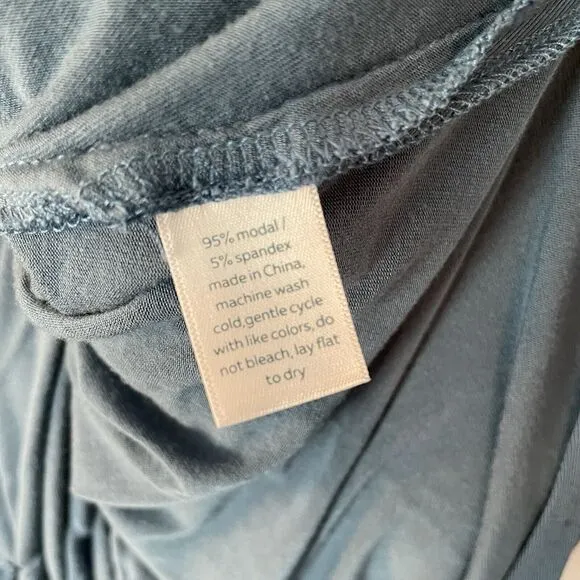 95% modal/
5% spandex
made in China,
machine wash
cold,gentle cycle
with like colors, do
not bleach, lay flat
to dry